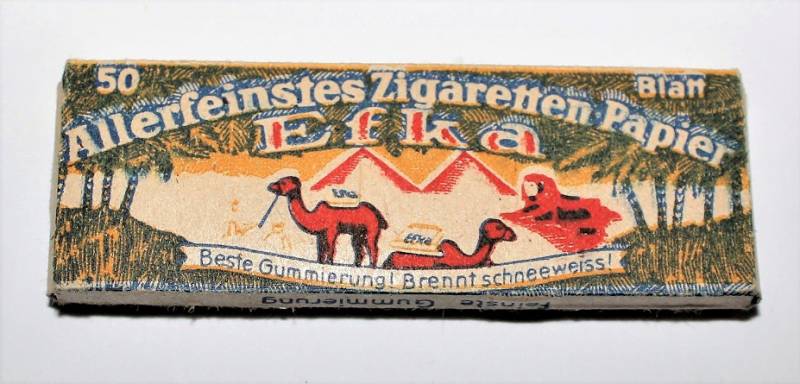 50 Blatt
Allerfeinstes Zigaretten-Papier
Efka
Efka
Efka
Beste Gummierung! Brennt schneeweiss!
Feinste Gummierung